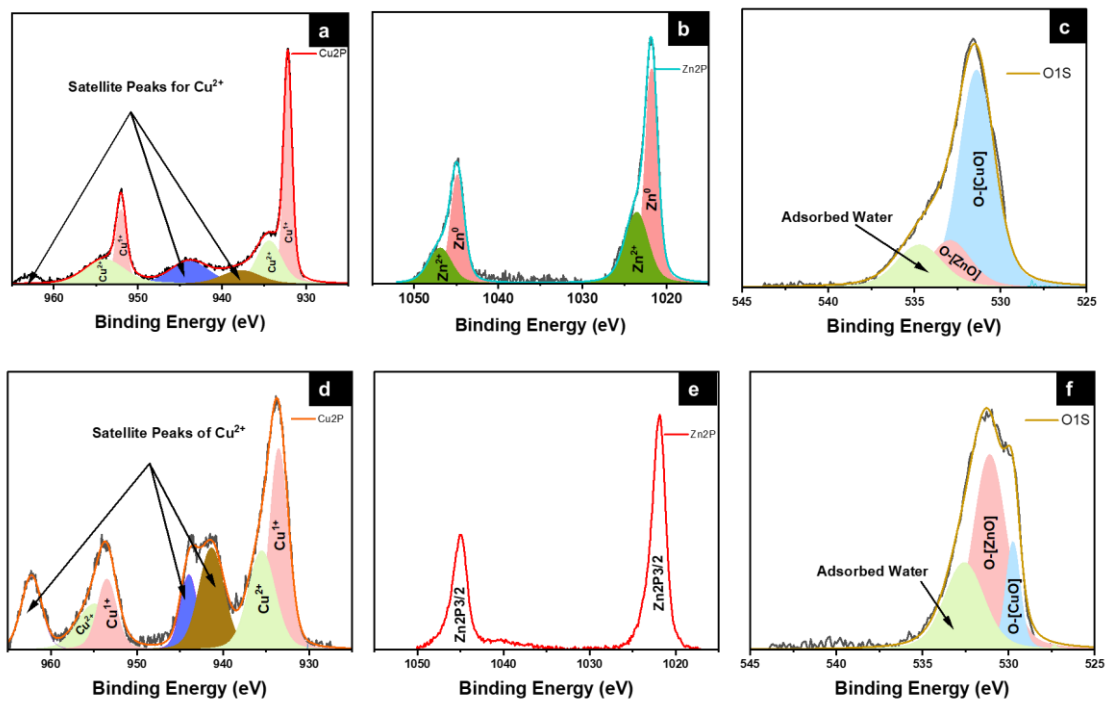 a
Cu2P
Satellite Peaks for Cu²⁺
Cu²⁺
Cu¹⁺
Cu²⁺
Cu¹⁺
960 950 940 930
Binding Energy (eV)
b
Zn2P
Zn²⁺
Zn⁰
Zn²⁺
Zn⁰
1050 1040 1030 1020
Binding Energy (eV)
c
O1S
Adsorbed Water
O-[ZnO]
O-[CuO]
545 540 535 530 525
Binding Energy (eV)
d
Cu2P
Satellite Peaks of Cu²⁺
Cu²⁺
Cu¹⁺
Cu²⁺
Cu¹⁺
960 950 940 930
Binding Energy (eV)
e
Zn2P
Zn2P3/2
Zn2P3/2
1050 1040 1030 1020
Binding Energy (eV)
f
O1S
Adsorbed Water
O-[ZnO]
O-[CuO]
545 540 535 530 525
Binding Energy (eV)